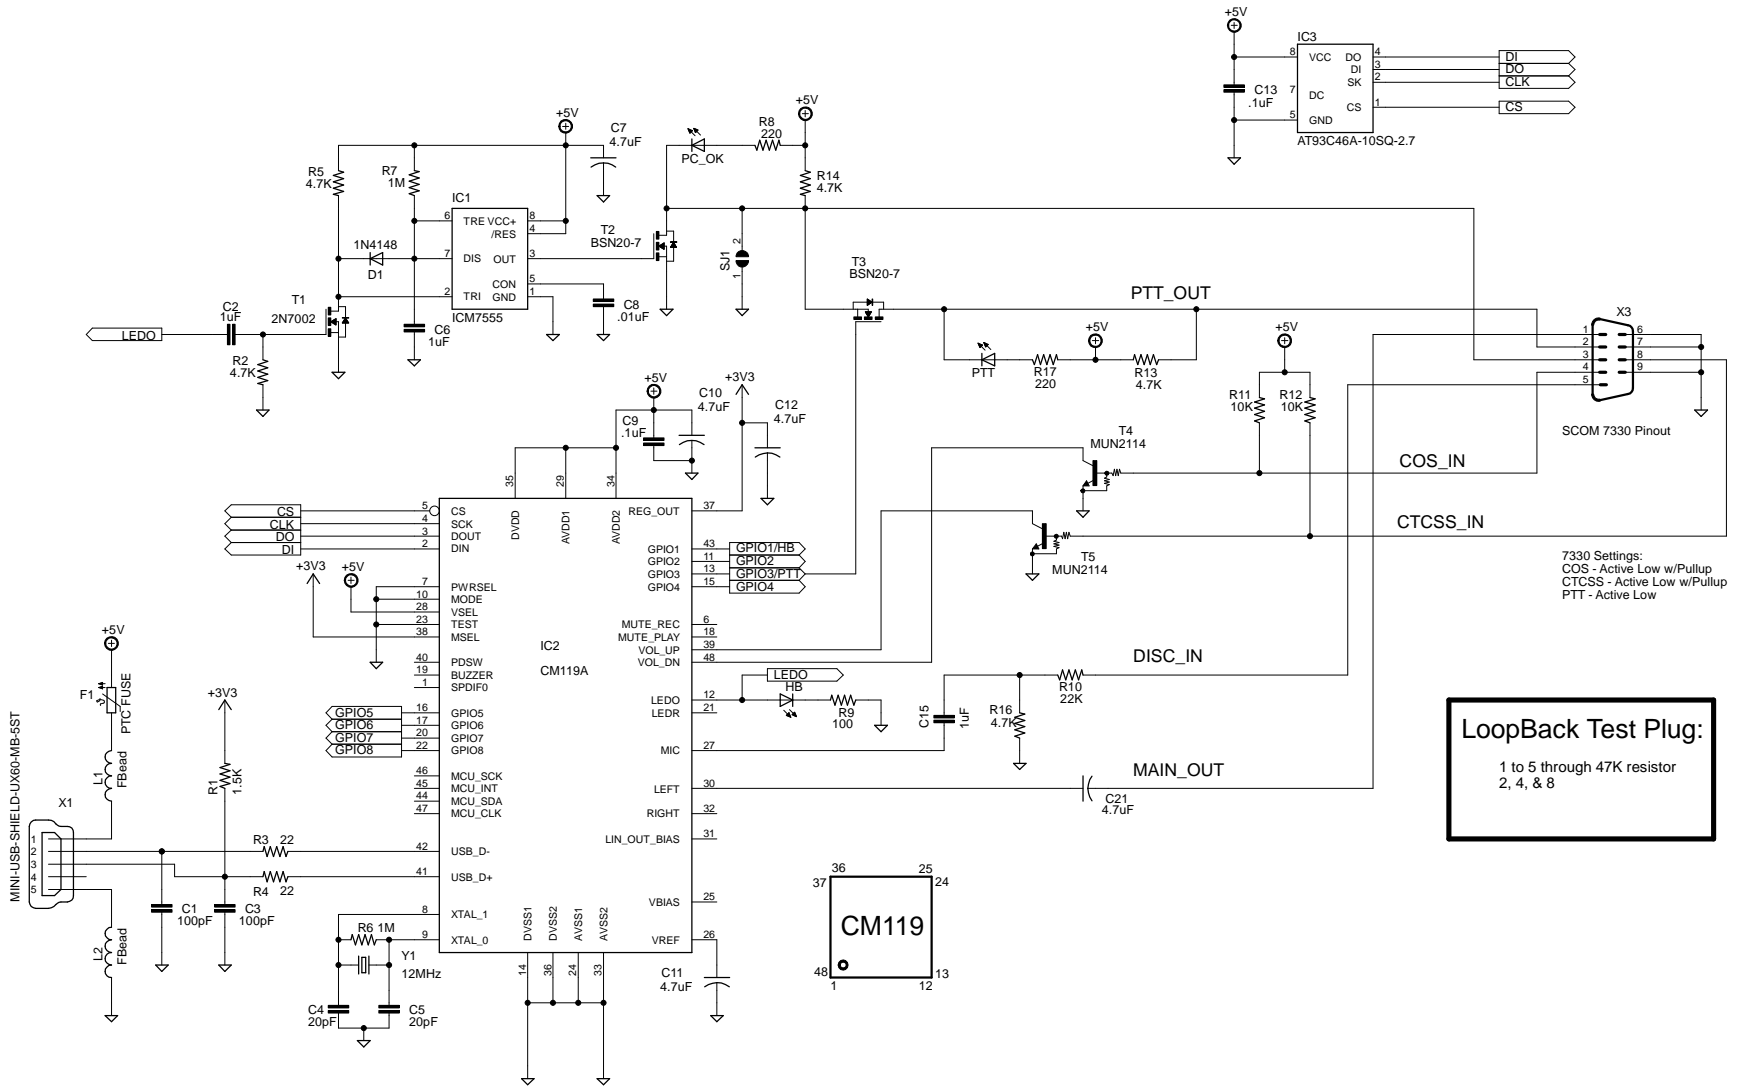 +5V
IC3
8
VCC
DO
4
DI
DI
3
DO
SK
2
CLK
C13
.1uF
7
DC
CS
1
CS
5
GND
AT93C46A-10SQ-2.7
+5V
C7
4.7uF
+5V
R8
220
PC_OK
R5
4.7K
R7
1M
R14
4.7K
IC1
6
TRE
VCC+
8
/RES
4
1N4148
D1
7
DIS
OUT
3
CON
5
2
TRI
GND
1
ICM7555
T2
BSN20-7
SJ1
2
1
T3
BSN20-7
C8
.01uF
C2
1uF
T1
2N7002
LEDO
R2
4.7K
C6
1uF
PTT_OUT
+5V
PTT
R17
220
R13
4.7K
+5V
R11
10K
R12
10K
X3
1
2
3
4
5
6
7
8
9
SCOM 7330 Pinout
+5V
C10
4.7uF
+3V3
C9
.1uF
C12
4.7uF
T4
MUN2114
COS_IN
CTCSS_IN
T5
MUN2114
7330 Settings:
COS - Active Low w/Pullup
CTCSS - Active Low w/Pullup
PTT - Active Low
35
29
34
DVDD
AVDD1
AVDD2
CS
5
CS
CLK
4
SCK
DO
3
DOUT
DI
2
DIN
REG_OUT
37
GPIO1
43
GPIO1/HB
GPIO2
11
GPIO2
GPIO3
13
GPIO3/PTT
GPIO4
15
GPIO4
+3V3
+5V
7
PWRSEL
10
MODE
28
VSEL
23
TEST
38
MSEL
MUTE_REC
6
MUTE_PLAY
18
VOL_UP
39
VOL_DN
48
IC2
CM119A
40
PDSW
19
BUZZER
1
SPDIF0
LEDO
12
LEDO
HB
LEDR
21
R9
100
DISC_IN
R10
22K
C15
1uF
R16
4.7K
+5V
F1
PTC FUSE
+3V3
GPIO5
16
GPIO5
GPIO6
17
GPIO6
GPIO7
20
GPIO7
GPIO8
22
GPIO8
MIC
27
46
MCU_SCK
45
MCU_INT
44
MCU_SDA
47
MCU_CLK
LEFT
30
MAIN_OUT
C21
4.7uF
RIGHT
32
LIN_OUT_BIAS
31
L1
FBead
R1
1.5K
X1
MINI-USB-SHIELD-UX60-MB-5ST
1
2
3
4
5
R3 22
42
USB_D-
R4 22
41
USB_D+
C1
100pF
C3
100pF
L2
FBead
8
XTAL_1
R6 1M
9
XTAL_0
Y1
12MHz
C4
20pF
C5
20pF
DVSS1
DVSS2
AVSS1
AVSS2
14
36
24
33
VBIAS
25
VREF
26
C11
4.7uF
36
25
37
24
CM119
48
13
1
12
LoopBack Test Plug:
1 to 5 through 47K resistor
2, 4, & 8